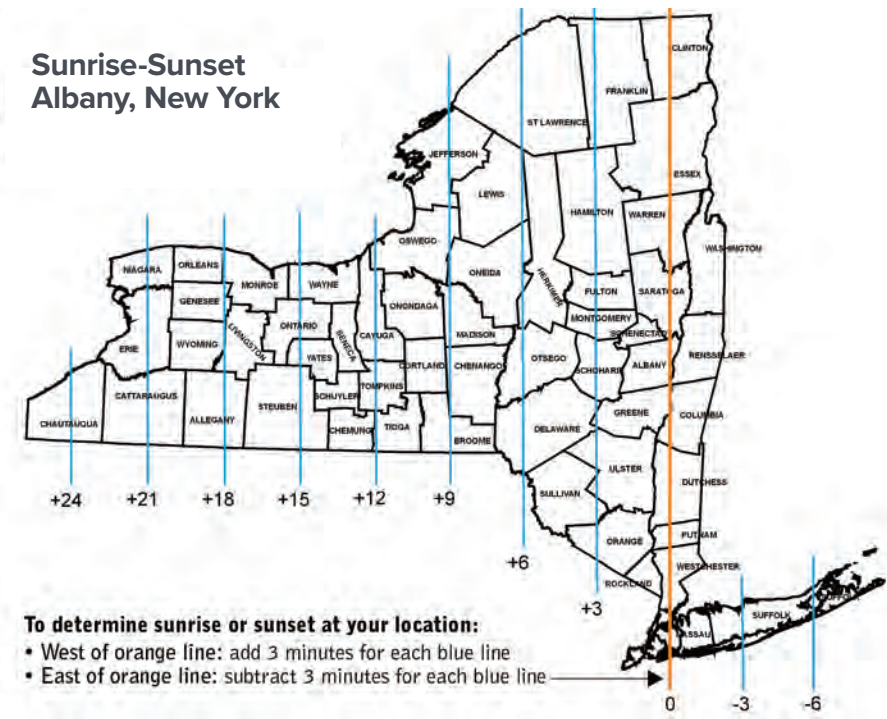 Sunrise-Sunset
Albany, New York
CLINTON
FRANKLIN
ST LAWRENCE
JEFFERSON
ESSEX
LEWIS
HAMILTON
WARREN
OSWEGO
WASHINGTON
NIAGARA
ORLEANS
ONEIDA
HERKIMER
MONROE
WAYNE
FULTON
SARATOGA
GENESEE
ONONDAGA
MONTGOMERY
ONTARIO
LIVINGSTON
SENECA
CAYUGA
MADISON
SCHENECTADY
ERIE
WYOMING
YATES
OTSEGO
RENSSELAER
CORTLAND
CHENANGO
SCHOHARIE
ALBANY
TOMPKINS
CATTARAUGUS
SCHUYLER
STEUBEN
GREENE
COLUMBIA
CHAUTAUQUA
ALLEGANY
CHEMUNG
TIOGA
DELAWARE
BROOME
ULSTER
DUTCHESS
SULLIVAN
+24
+21
+18
+15
+12
+9
ORANGE
PUTNAM
+6
WESTCHESTER
ROCKLAND
+3
SUFFOLK
NASSAU
To determine sunrise or sunset at your location:
• West of orange line: add 3 minutes for each blue line
• East of orange line: subtract 3 minutes for each blue line
0
-3
-6